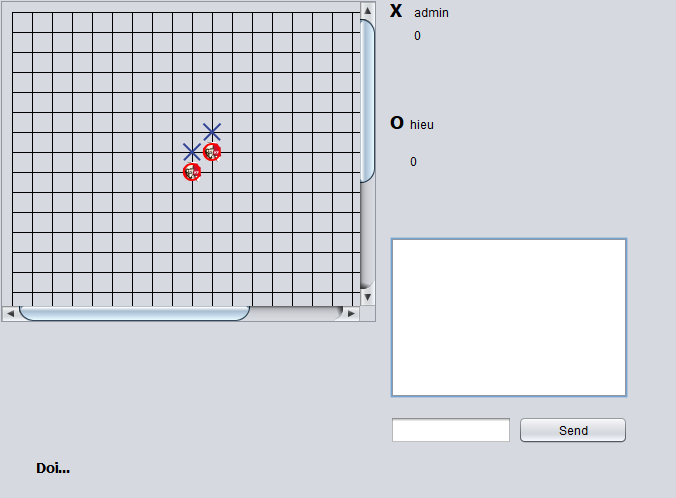 X admin
0
O hieu
0
Send
Doi...